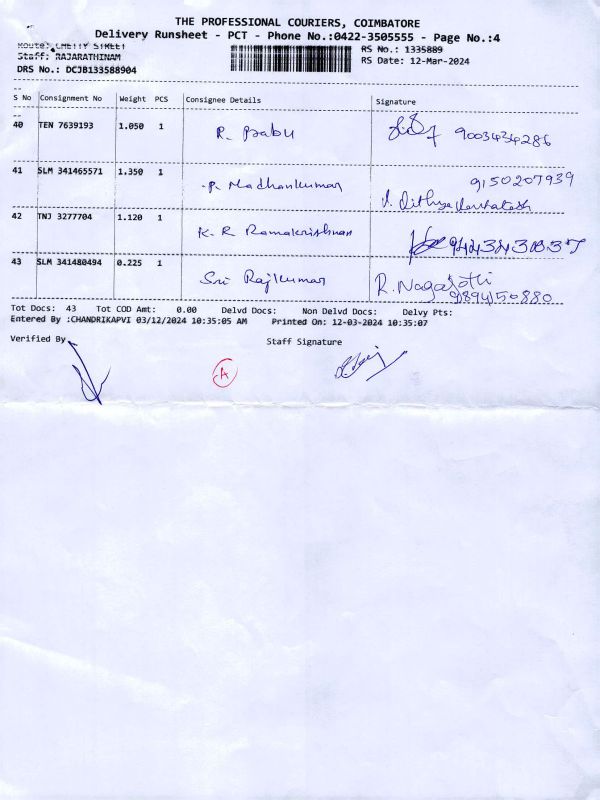 THE PROFESSIONAL COURIERS, COIMBATORE
Delivery Runsheet - PCT - Phone No.:0422-3505555 - Page No.:4
Route: CHETTY STREET
Staff: RAJARATHINAM
DRS No.: DCJB133588904
RS No.: 1335889
RS Date: 12-Mar-2024
S No Consignment No Weight PCS Consignee Details Signature
40 TEN 7639193 1.050 1 R. Babu 9003434286
41 SLM 341465571 1.350 1 P. Madhankumar 9150207939
42 TNJ 3277704 1.120 1 K. R Ramakrishnan
43 SLM 341480494 0.225 1 Sri Rajkumar R. Nagajothi
9894150880
Tot Docs: 43 Tot COD Amt: 0.00 Delvd Docs: Non Delvd Docs: Delvy Pts:
Entered By :CHANDRIKAPVI 03/12/2024 10:35:05 AM Printed On: 12-03-2024 10:35:07
Verified By Staff Signature
A